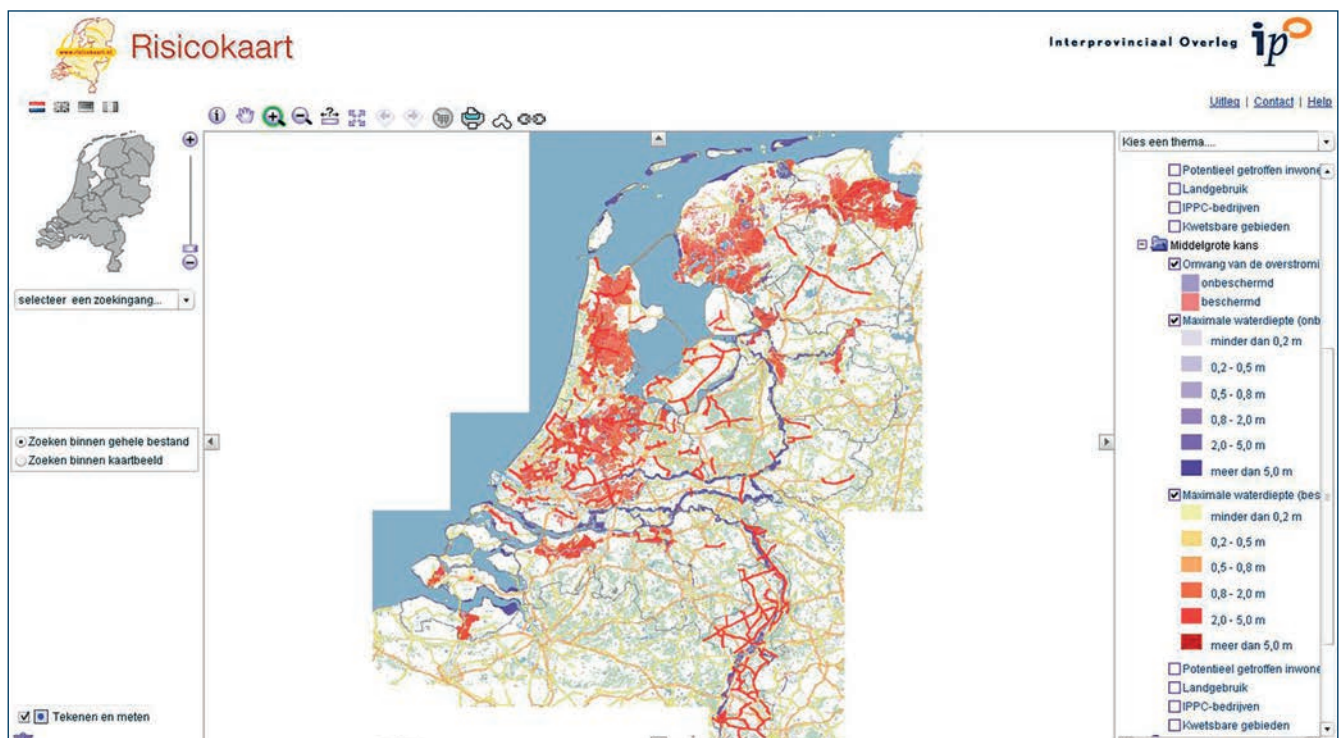 www.risicokaart.nl
Risicokaart
Interprovinciaal Overleg ipo
Uitleg | Contact | Help
selecteer een zoekingang...
Zoeken binnen gehele bestand
Zoeken binnen kaartbeeld
Tekenen en meten
Kies een thema....
Potentieel getroffen inwone
Landgebruik
IPPC-bedrijven
Kwetsbare gebieden
Middelgrote kans
Omvang van de overstromi
onbeschermd
beschermd
Maximale waterdiepte (onb
minder dan 0,2 m
0,2 - 0,5 m
0,5 - 0,8 m
0,8 - 2,0 m
2,0 - 5,0 m
meer dan 5,0 m
Maximale waterdiepte (bes
minder dan 0,2 m
0,2 - 0,5 m
0,5 - 0,8 m
0,8 - 2,0 m
2,0 - 5,0 m
meer dan 5,0 m
Potentieel getroffen inwone
Landgebruik
IPPC-bedrijven
Kwetsbare gebieden